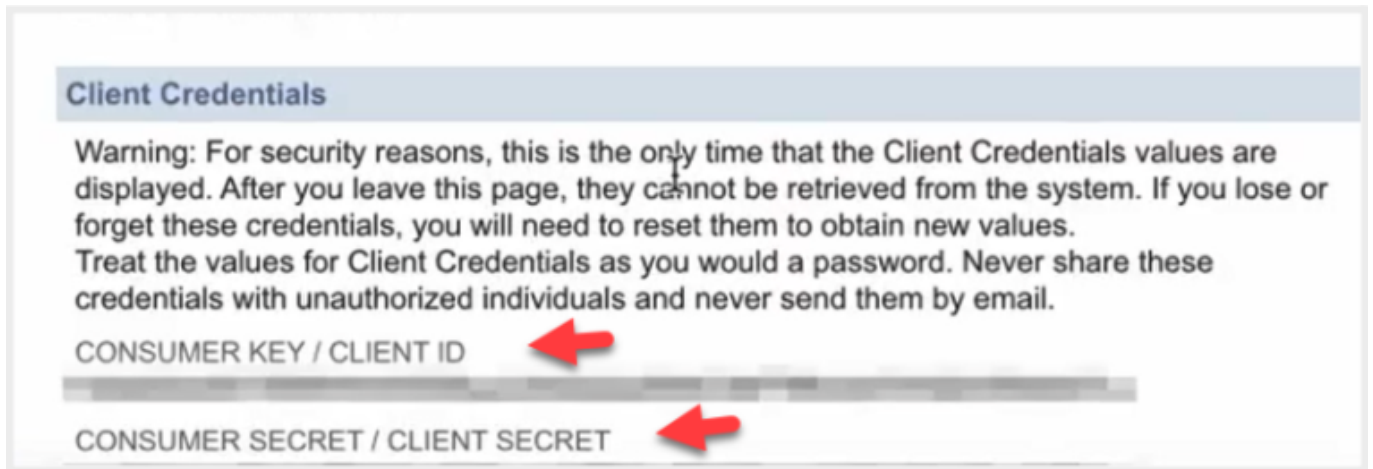 Client Credentials
Warning: For security reasons, this is the only time that the Client Credentials values are
displayed. After you leave this page, they cannot be retrieved from the system. If you lose or
forget these credentials, you will need to reset them to obtain new values.
Treat the values for Client Credentials as you would a password. Never share these
credentials with unauthorized individuals and never send them by email.
CONSUMER KEY / CLIENT ID
CONSUMER SECRET / CLIENT SECRET